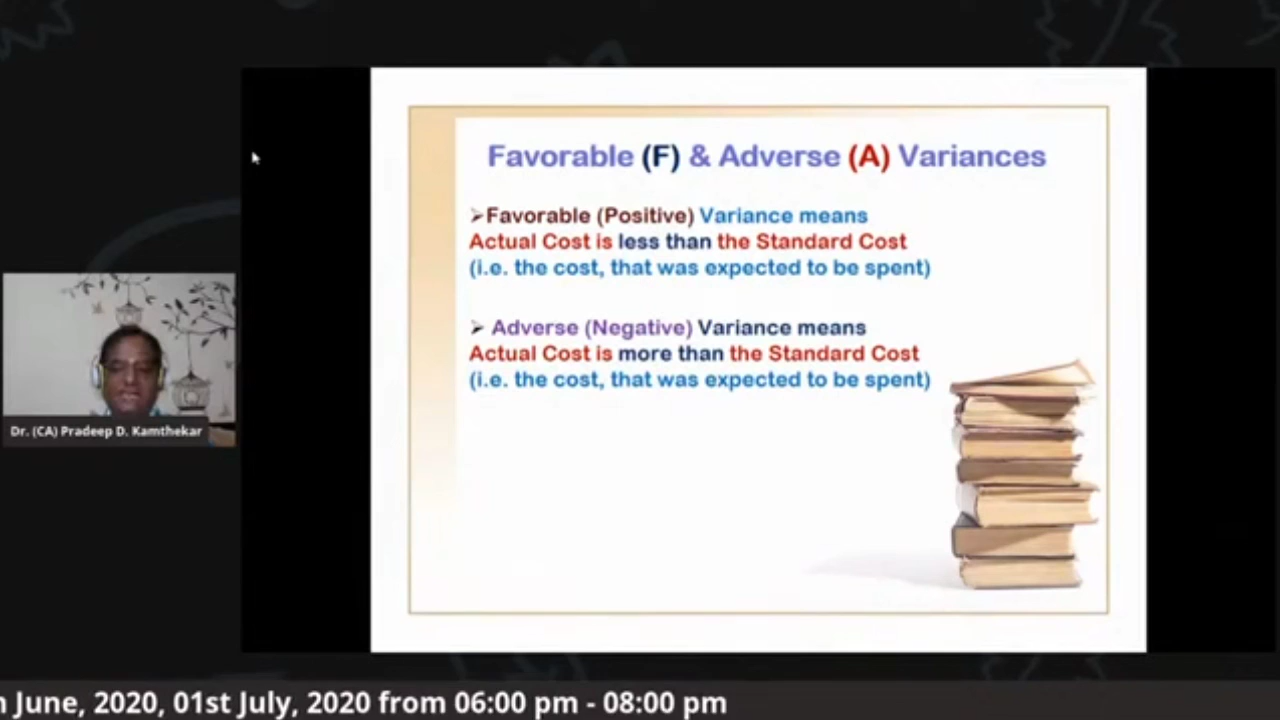 Favorable (F) & Adverse (A) Variances
➢Favorable (Positive) Variance means
Actual Cost is less than the Standard Cost
(i.e. the cost, that was expected to be spent)
➢ Adverse (Negative) Variance means
Actual Cost is more than the Standard Cost
(i.e. the cost, that was expected to be spent)
Dr. (CA) Pradeep D. Kamthekar
June, 2020, 01st July, 2020 from 06:00 pm - 08:00 pm